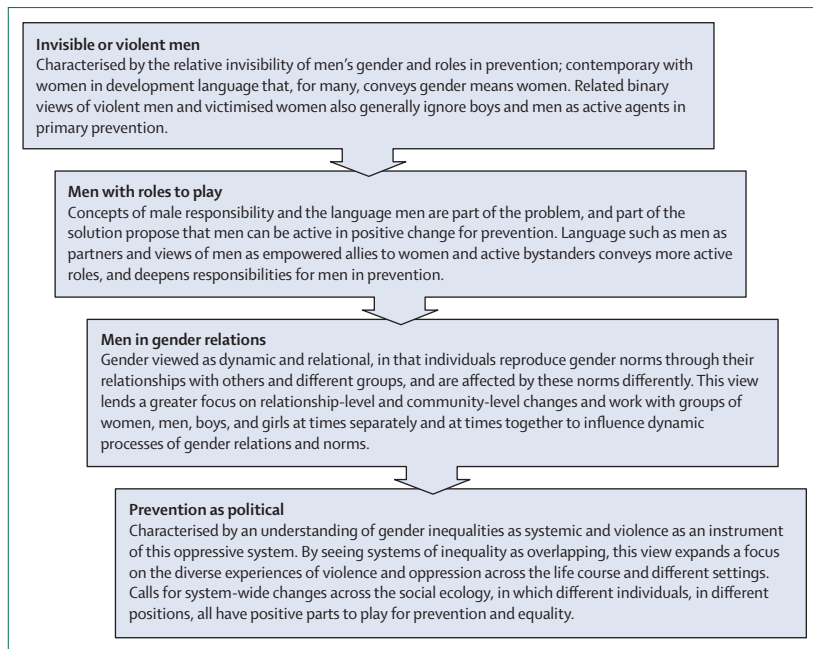 Invisible or violent men
Characterised by the relative invisibility of men's gender and roles in prevention; contemporary with
women in development language that, for many, conveys gender means women. Related binary
views of violent men and victimised women also generally ignore boys and men as active agents in
primary prevention.
Men with roles to play
Concepts of male responsibility and the language men are part of the problem, and part of the
solution propose that men can be active in positive change for prevention. Language such as men as
partners and views of men as empowered allies to women and active bystanders conveys more active
roles, and deepens responsibilities for men in prevention.
Men in gender relations
Gender viewed as dynamic and relational, in that individuals reproduce gender norms through their
relationships with others and different groups, and are affected by these norms differently. This view
lends a greater focus on relationship-level and community-level changes and work with groups of
women, men, boys, and girls at times separately and at times together to influence dynamic
processes of gender relations and norms.
Prevention as political
Characterised by an understanding of gender inequalities as systemic and violence as an instrument
of this oppressive system. By seeing systems of inequality as overlapping, this view expands a focus
on the diverse experiences of violence and oppression across the life course and different settings.
Calls for system-wide changes across the social ecology, in which different individuals, in different
positions, all have positive parts to play for prevention and equality.